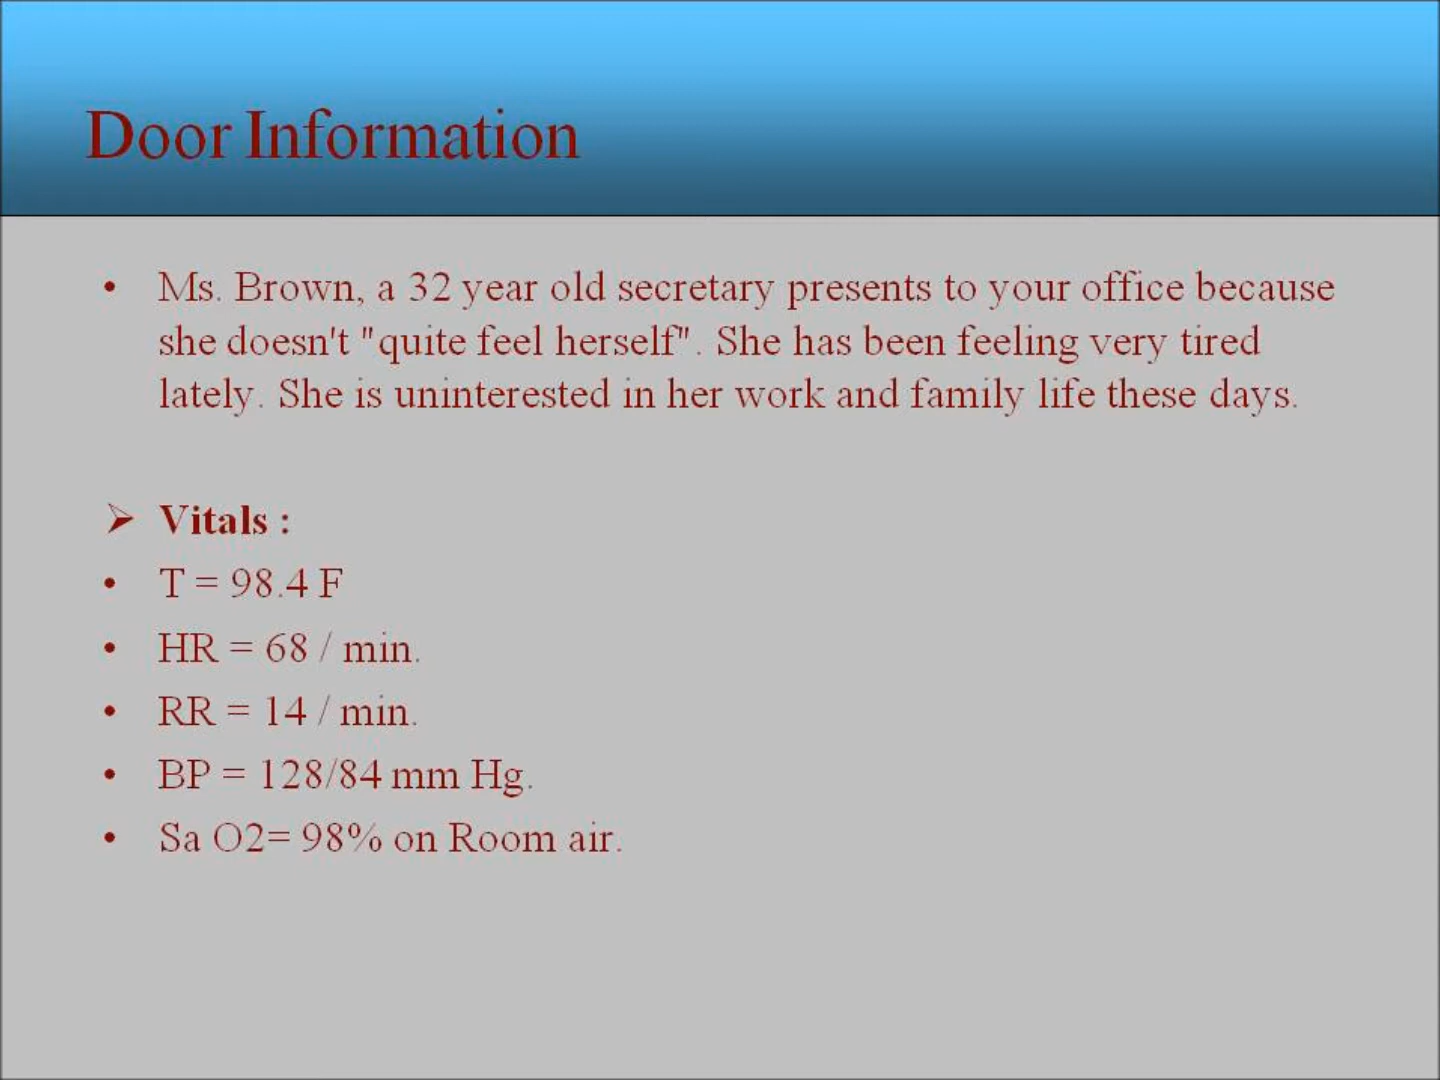 Door Information
• Ms. Brown, a 32 year old secretary presents to your office because
she doesn't "quite feel herself". She has been feeling very tired
lately. She is uninterested in her work and family life these days.
➢ Vitals :
• T = 98.4 F
• HR = 68 / min.
• RR = 14 / min.
• BP = 128/84 mm Hg.
• Sa O2= 98% on Room air.